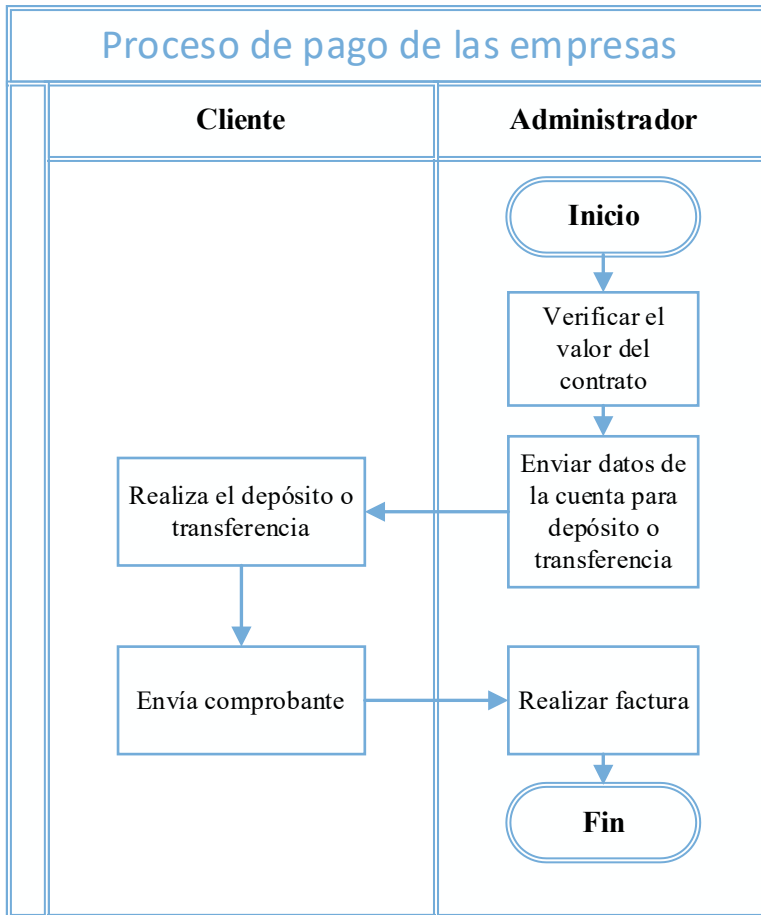 Proceso de pago de las empresas
Cliente
Administrador
Inicio
Verificar el
valor del
contrato
Enviar datos de
la cuenta para
depósito o
transferencia
Realiza el depósito o
transferencia
Envía comprobante
Realizar factura
Fin